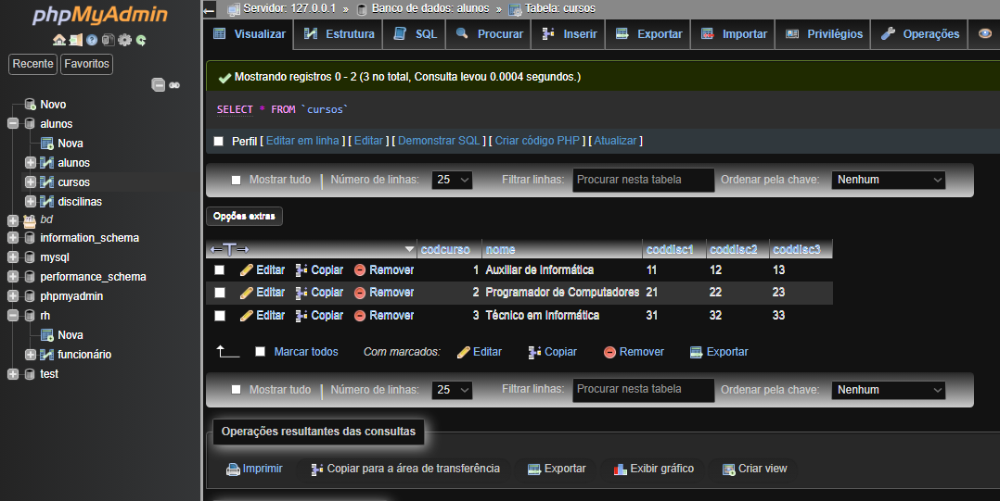 phpMyAdmin
Recente Favoritos
Novo
alunos
Nova
alunos
cursos
discilinas
bd
information_schema
mysql
performance_schema
phpmyadmin
rh
Nova
funcionário
test
Servidor: 127.0.0.1 » Banco de dados: alunos » Tabela: cursos
Visualizar Estrutura SQL Procurar Inserir Exportar Importar Privilégios Operações
Mostrando registros 0 - 2 (3 no total, Consulta levou 0.0004 segundos.)
SELECT * FROM `cursos`
Perfil [ Editar em linha ] [ Editar ] [ Demonstrar SQL ] [ Criar código PHP ] [ Atualizar ]
Mostrar tudo Número de linhas: 25 Filtrar linhas: Procurar nesta tabela Ordenar pela chave: Nenhum
Opções extras
←T→ codcurso nome coddisc1 coddisc2 coddisc3
Editar Copiar Remover 1 Auxiliar de Informática 11 12 13
Editar Copiar Remover 2 Programador de Computadores 21 22 23
Editar Copiar Remover 3 Técnico em Informática 31 32 33
Marcar todos Com marcados: Editar Copiar Remover Exportar
Mostrar tudo Número de linhas: 25 Filtrar linhas: Procurar nesta tabela Ordenar pela chave: Nenhum
Operações resultantes das consultas
Imprimir Copiar para a área de transferência Exportar Exibir gráfico Criar view